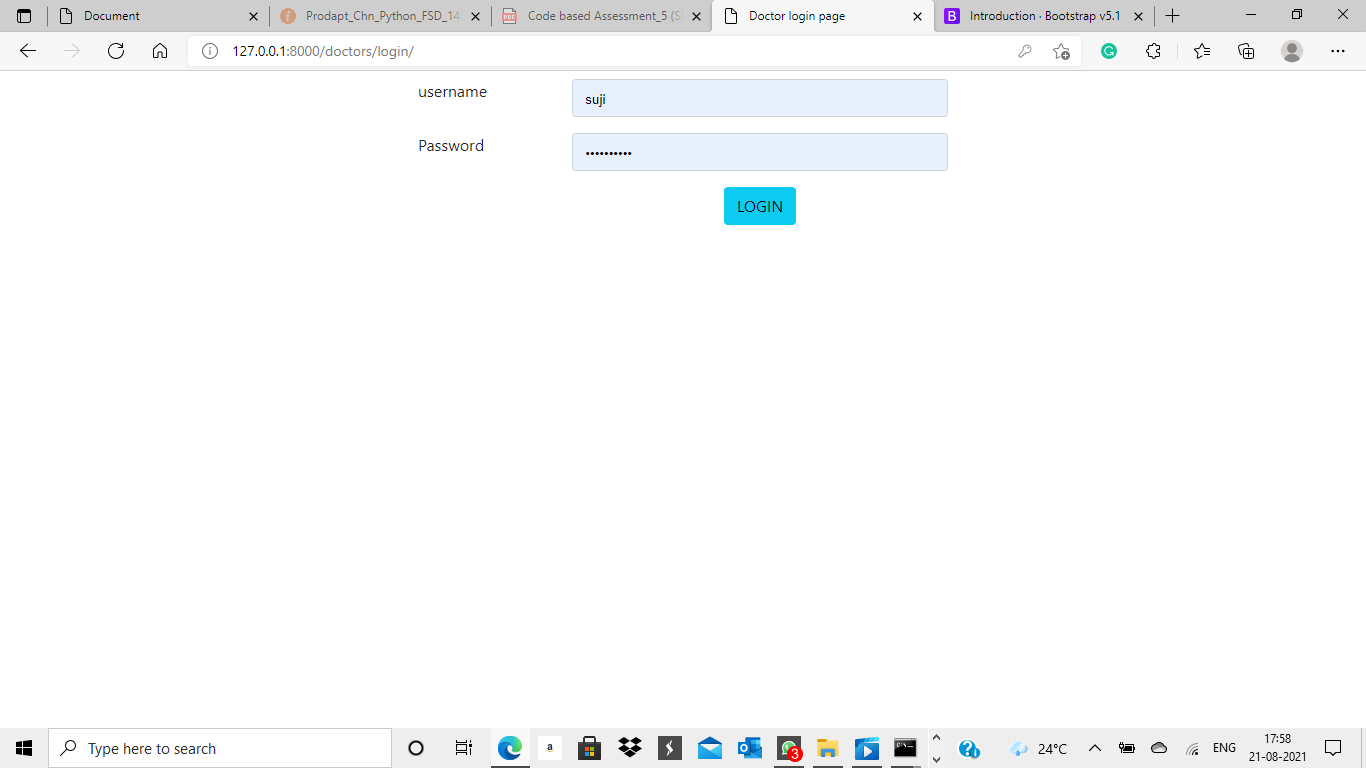 Document
Prodapt_Chn_Python_FSD_14
Code based Assessment_5 (S
Doctor login page
Introduction · Bootstrap v5.1
127.0.0.1:8000/doctors/login/
username
suji
Password
••••••••••
LOGIN
Type here to search
a
3
24°C
ENG
17:58
21-08-2021